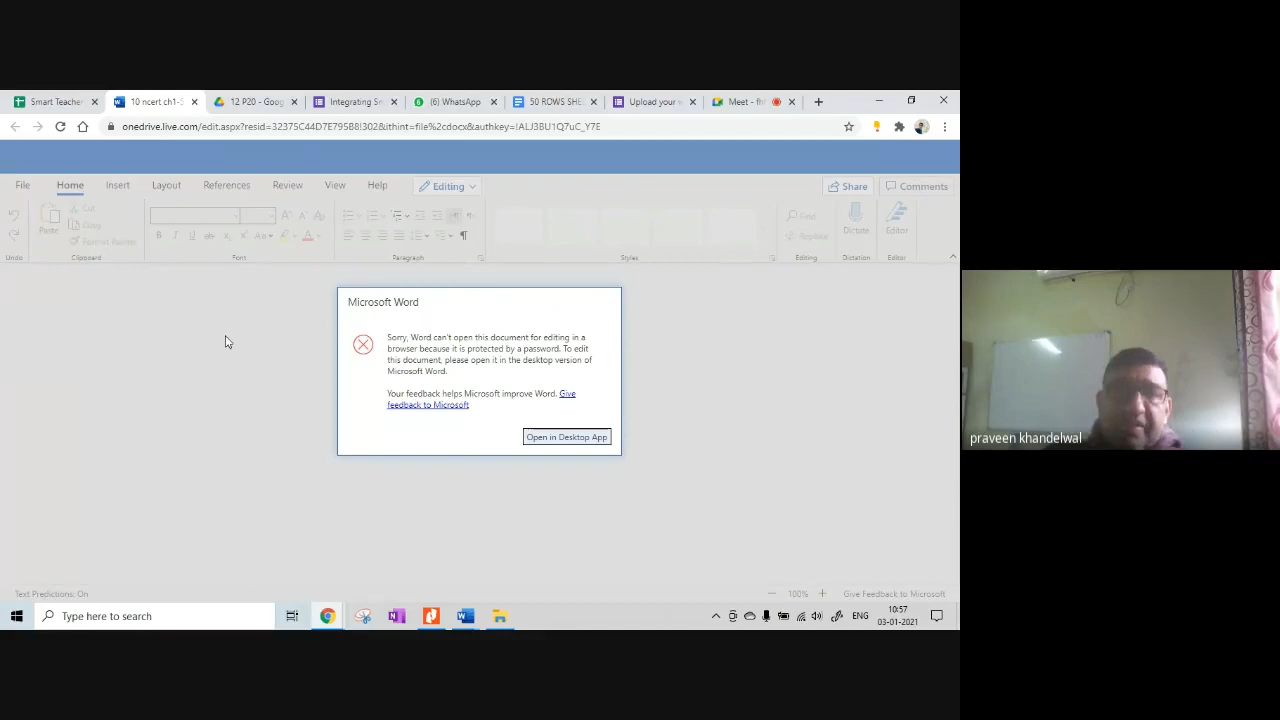 Smart Teache
10 ncert ch1-
12 P20 - Goog
Integrating Sm
(6) WhatsApp
50 ROWS SHE
Upload your w
Meet - fh
onedrive.live.com/edit.aspx?resid=32375C44D7E795B8!302&ithint=file%2cdocx&authkey=!ALJ3BU1Q7uC_Y7E
File Home Insert Layout References Review View Help Editing Share Comments
Cut
Copy
Paste
Format Painter
Find
Replace
Dictate
Editor
Undo Clipboard Font Paragraph Styles Editing Dictation Editor
Microsoft Word
Sorry, Word can't open this document for editing in a
browser because it is protected by a password. To edit
this document, please open it in the desktop version of
Microsoft Word.
Your feedback helps Microsoft improve Word. Give
feedback to Microsoft
Open in Desktop App
praveen khandelwal
Text Predictions: On
100% Give Feedback to Microsoft
Type here to search
ENG
10:57
03-01-2021